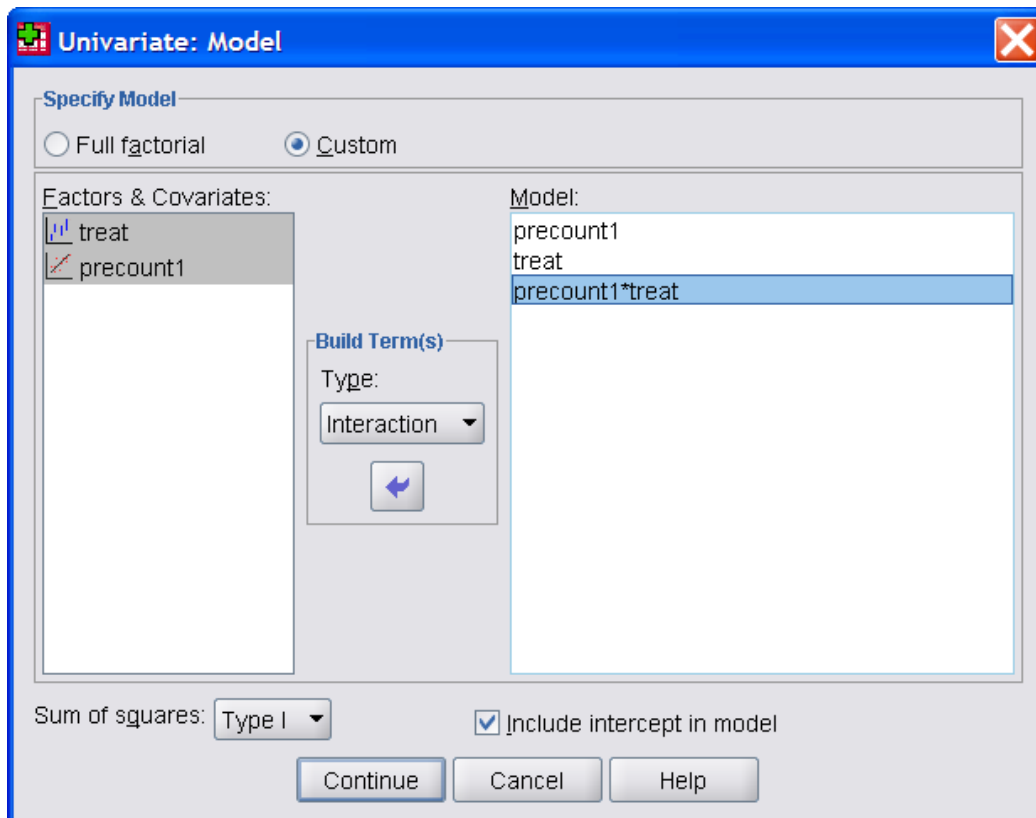 Univariate: Model
Specify Model
Full factorial
Custom
Factors & Covariates:
treat
precount1
Build Term(s)
Type:
Interaction
Model:
precount1
treat
precount1*treat
Sum of squares:
Type I
Include intercept in model
Continue
Cancel
Help